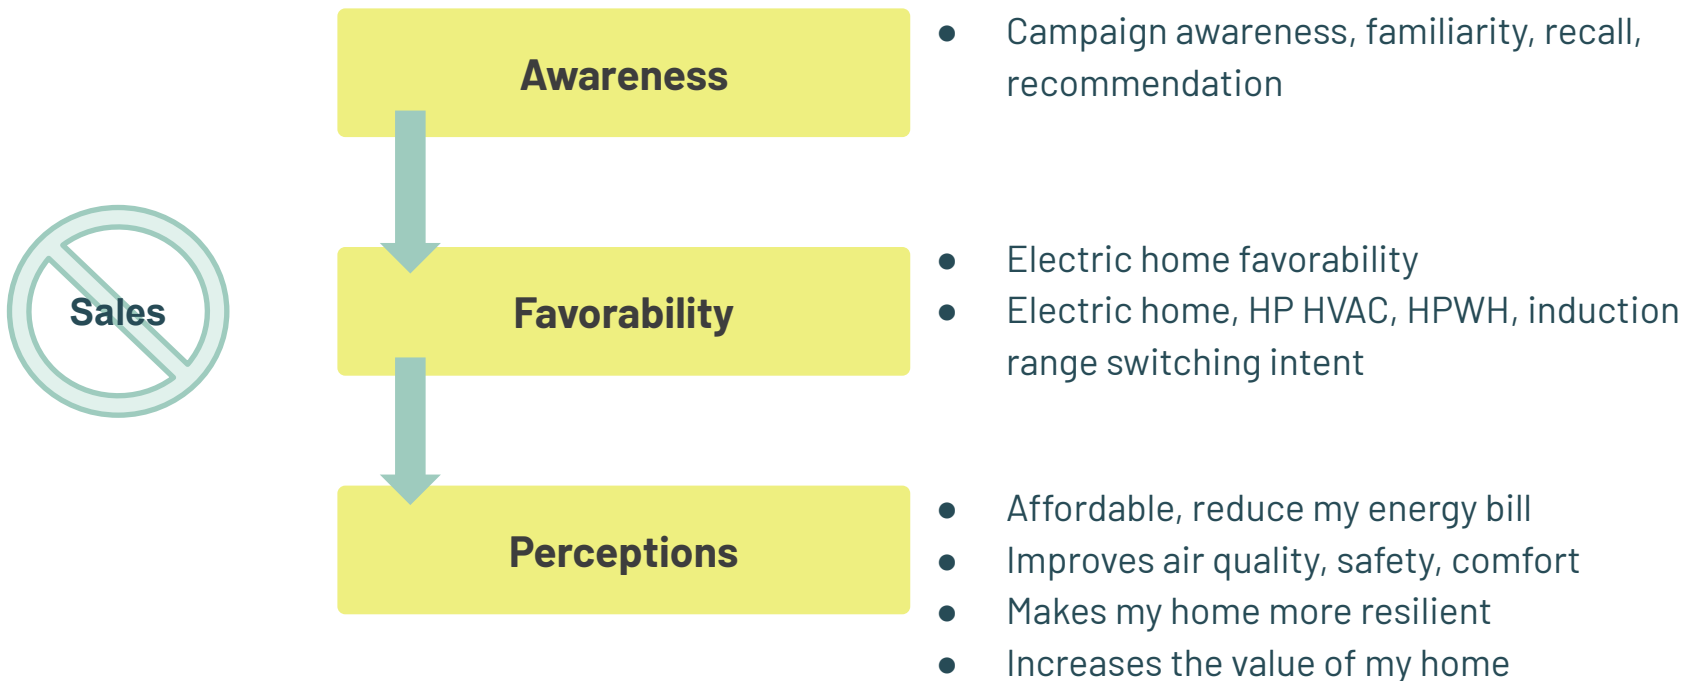 Awareness
● Campaign awareness, familiarity, recall,
recommendation
Sales
Favorability
● Electric home favorability
● Electric home, HP HVAC, HPWH, induction
range switching intent
Perceptions
● Affordable, reduce my energy bill
● Improves air quality, safety, comfort
● Makes my home more resilient
● Increases the value of my home